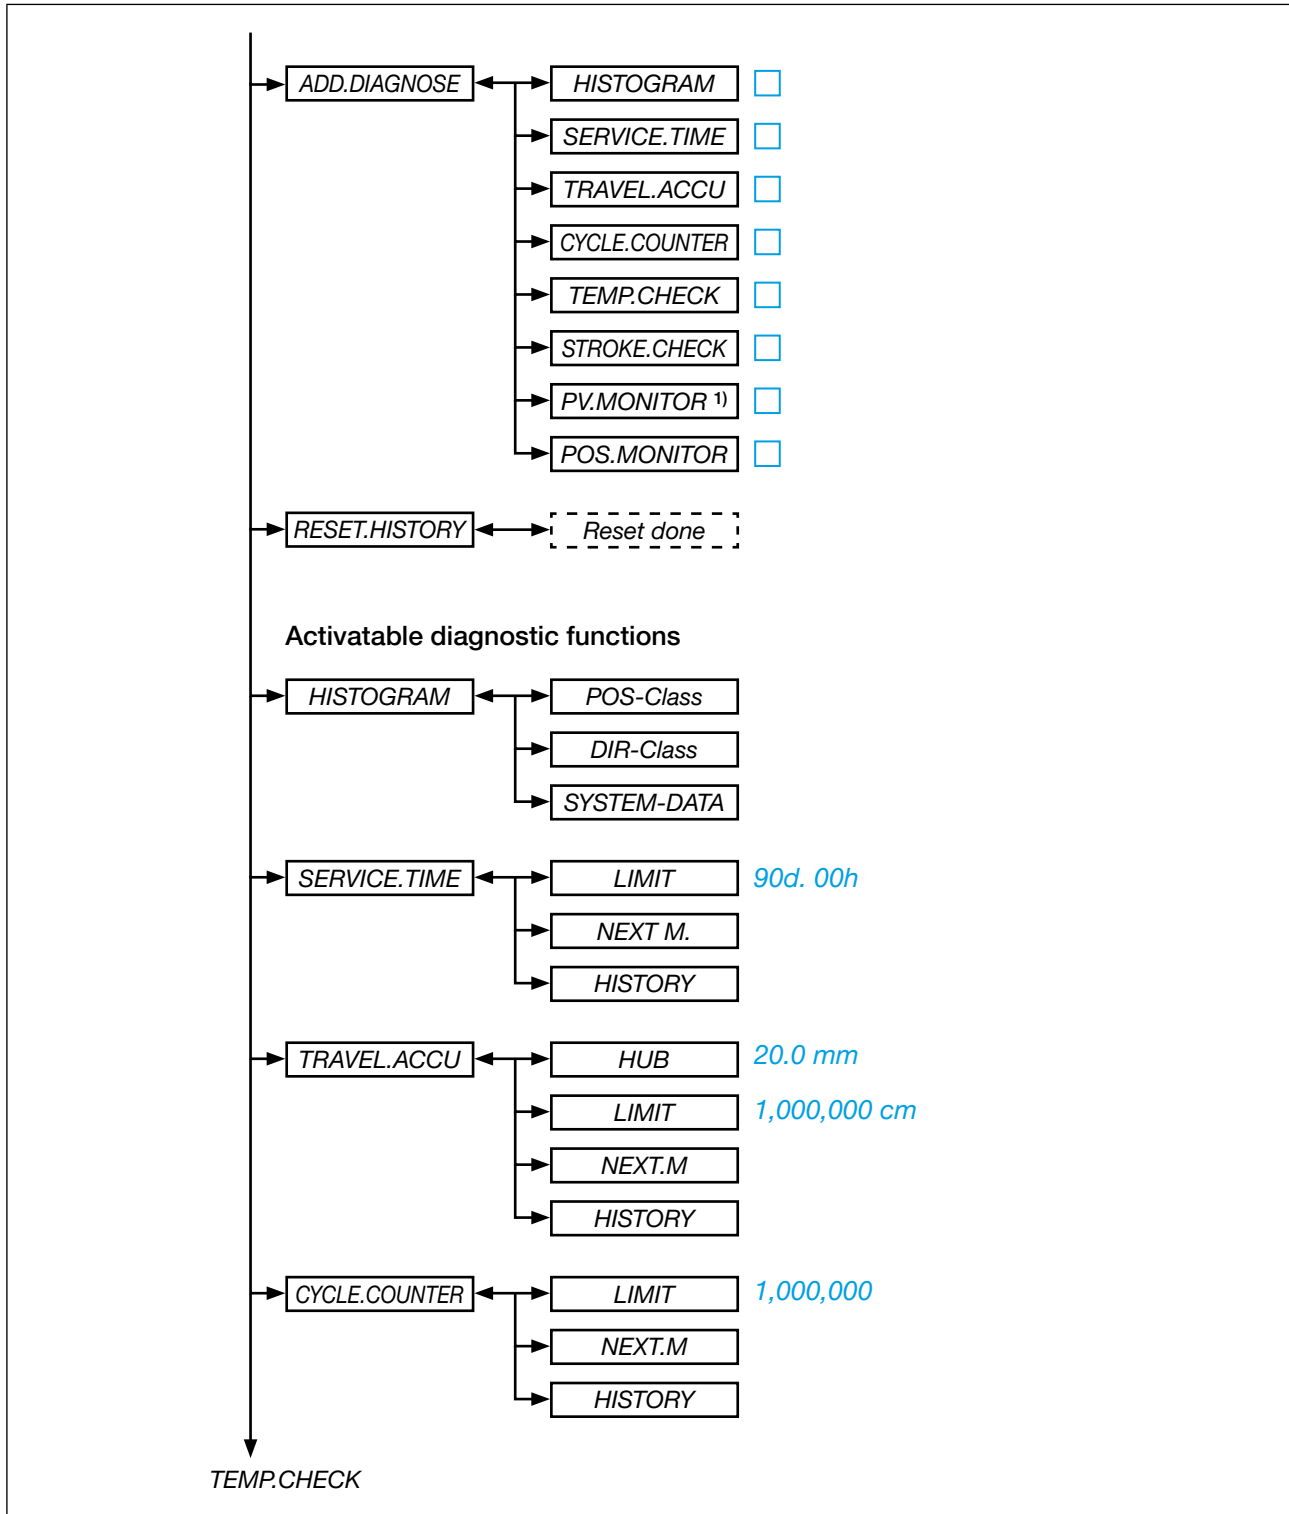 ADD.DIAGNOSE HISTOGRAM
SERVICE.TIME
TRAVEL.ACCU
CYCLE.COUNTER
TEMP.CHECK
STROKE.CHECK
PV.MONITOR 1)
POS.MONITOR
RESET.HISTORY Reset done
Activatable diagnostic functions
HISTOGRAM POS-Class
DIR-Class
SYSTEM-DATA
SERVICE.TIME LIMIT 90d. 00h
NEXT M.
HISTORY
TRAVEL.ACCU HUB 20.0 mm
LIMIT 1,000,000 cm
NEXT.M
HISTORY
CYCLE.COUNTER LIMIT 1,000,000
NEXT.M
HISTORY
TEMP.CHECK